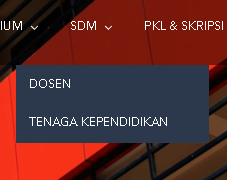 IUM SDM PKL & SKRIPSI
DOSEN
TENAGA KEPENDIDIKAN